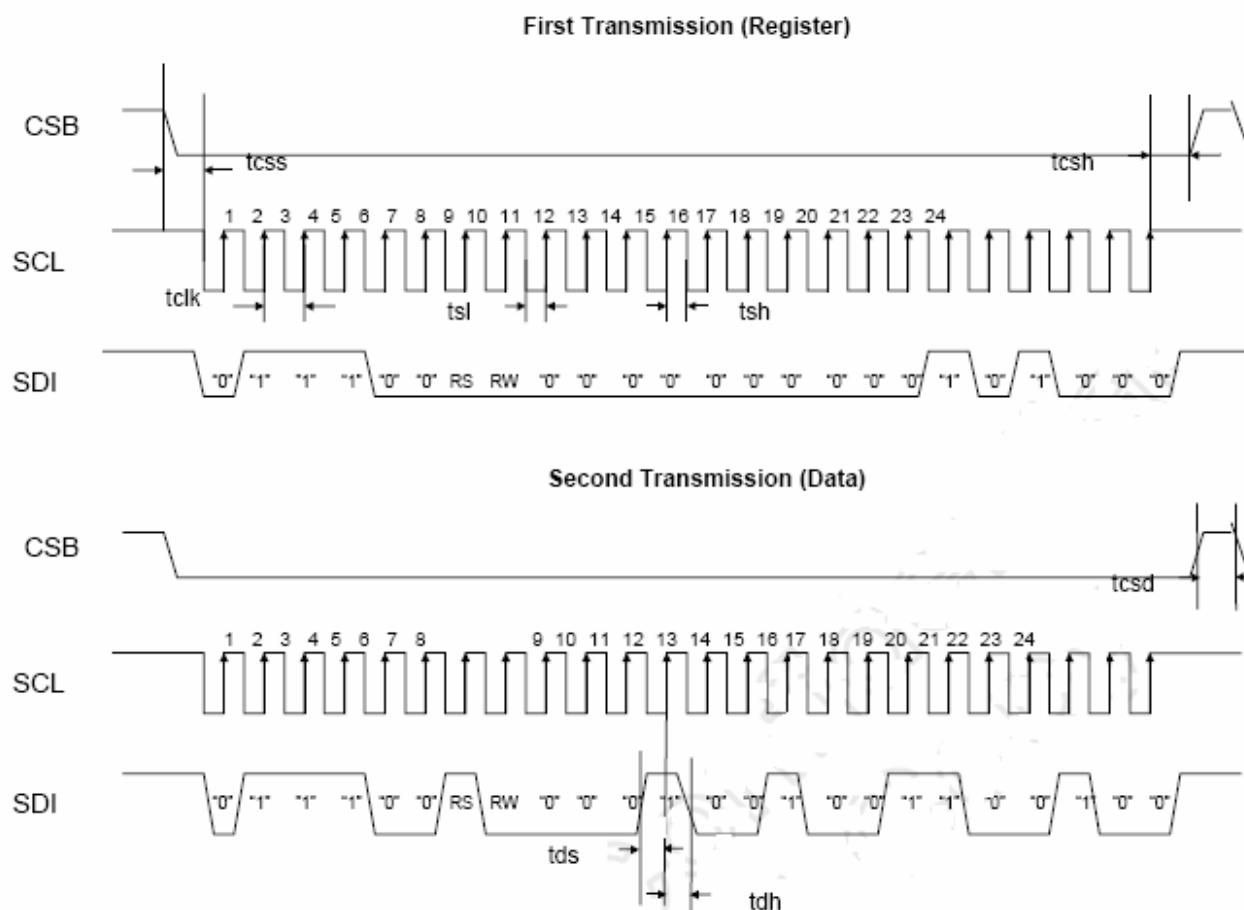 First Transmission (Register)
CSB
tcss
tcsh
1 2 3 4 5 6 7 8 9 10 11 12 13 14 15 16 17 18 19 20 21 22 23 24
SCL
tclk
tsl
tsh
SDI
"0" "1" "1" "1" "0" "0" RS RW "0" "0" "0" "0" "0" "0" "0" "0" "0" "0" "1" "0" "1" "0" "0" "0"
Second Transmission (Data)
CSB
tcsd
1 2 3 4 5 6 7 8 9 10 11 12 13 14 15 16 17 18 19 20 21 22 23 24
SCL
SDI
"0" "1" "1" "1" "0" "0" RS RW "0" "0" "0" "1" "0" "0" "1" "0" "0" "1" "1" "0" "0" "1" "0" "0"
tds
tdh